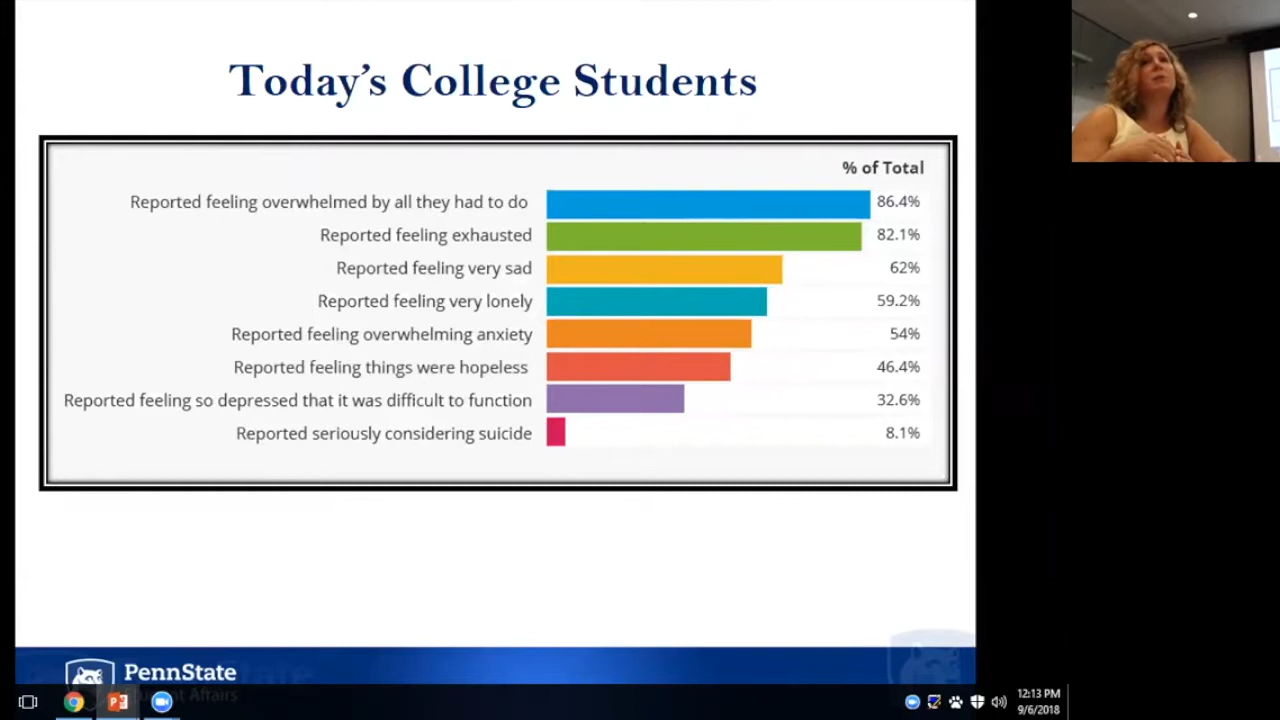 Today's College Students
% of Total
Reported feeling overwhelmed by all they had to do 86.4%
Reported feeling exhausted 82.1%
Reported feeling very sad 62%
Reported feeling very lonely 59.2%
Reported feeling overwhelming anxiety 54%
Reported feeling things were hopeless 46.4%
Reported feeling so depressed that it was difficult to function 32.6%
Reported seriously considering suicide 8.1%
PennState
Student Affairs
12:13 PM
9/6/2018